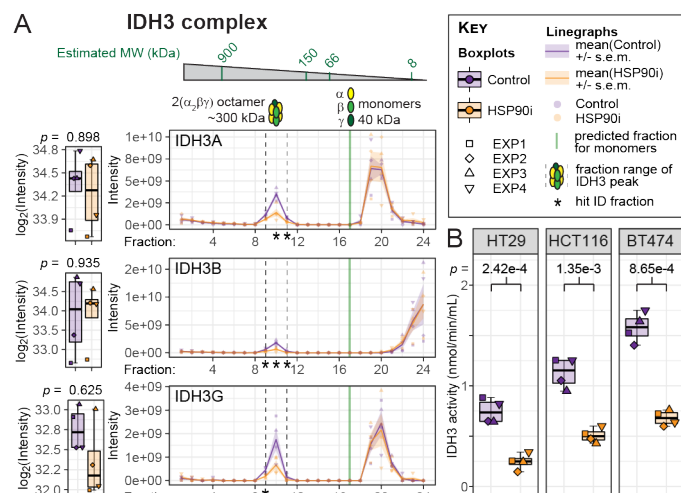 A
IDH3 complex
Estimated MW (kDa)
900
150
66
8
2(α₂βγ) octamer
~300 kDa
α
β
γ
monomers
40 kDa
KEY
Boxplots
Control
HSP90i
EXP1
EXP2
EXP3
EXP4
Linegraphs
mean(Control)
+/- s.e.m.
mean(HSP90i)
+/- s.e.m.
Control
HSP90i
predicted fraction
for monomers
fraction range of
IDH3 peak
* hit ID fraction
p = 0.898
log₂(Intensity)
34.8
34.5
34.2
33.9
IDH3A
Intensity
1e+10
8e+09
6e+09
4e+09
2e+09
0e+00
Fraction: 4 8 * * 12 16 20 24
p = 0.935
log₂(Intensity)
34.5
34.0
33.5
33.0
IDH3B
Intensity
2e+10
1e+10
5e+09
0e+00
Fraction: 4 8 * * * 12 16 20 24
p = 0.625
log₂(Intensity)
33.0
32.8
32.5
32.2
32.0
IDH3G
Intensity
4e+09
3e+09
2e+09
1e+09
0e+00
*
B
HT29
HCT116
BT474
p = 2.42e-4
1.35e-3
8.65e-4
IDH3 activity (nmol/min/mL)
2
1
0